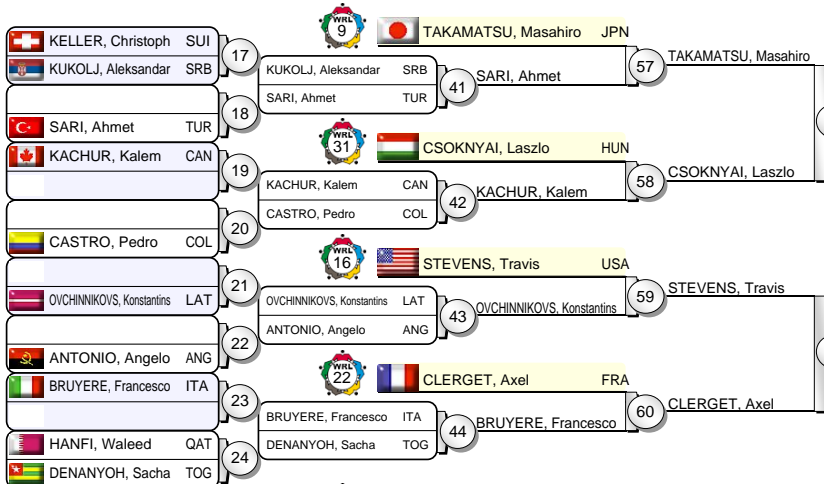 KELLER, Christoph SUI
KUKOLJ, Aleksandar SRB
17
SARI, Ahmet TUR
18
KACHUR, Kalem CAN
19
CASTRO, Pedro COL
20
OVCHINNIKOVS, Konstantins LAT
21
ANTONIO, Angelo ANG
22
BRUYERE, Francesco ITA
23
HANFI, Waleed QAT
DENANYOH, Sacha TOG
24
KUKOLJ, Aleksandar SRB
SARI, Ahmet TUR
41
KACHUR, Kalem CAN
CASTRO, Pedro COL
42
OVCHINNIKOVS, Konstantins LAT
ANTONIO, Angelo ANG
43
BRUYERE, Francesco ITA
DENANYOH, Sacha TOG
44
WRL
9
TAKAMATSU, Masahiro JPN
SARI, Ahmet
57
WRL
31
CSOKNYAI, Laszlo HUN
KACHUR, Kalem
58
WRL
16
STEVENS, Travis USA
OVCHINNIKOVS, Konstantins
59
WRL
22
CLERGET, Axel FRA
BRUYERE, Francesco
60
TAKAMATSU, Masahiro
CSOKNYAI, Laszlo
STEVENS, Travis
CLERGET, Axel